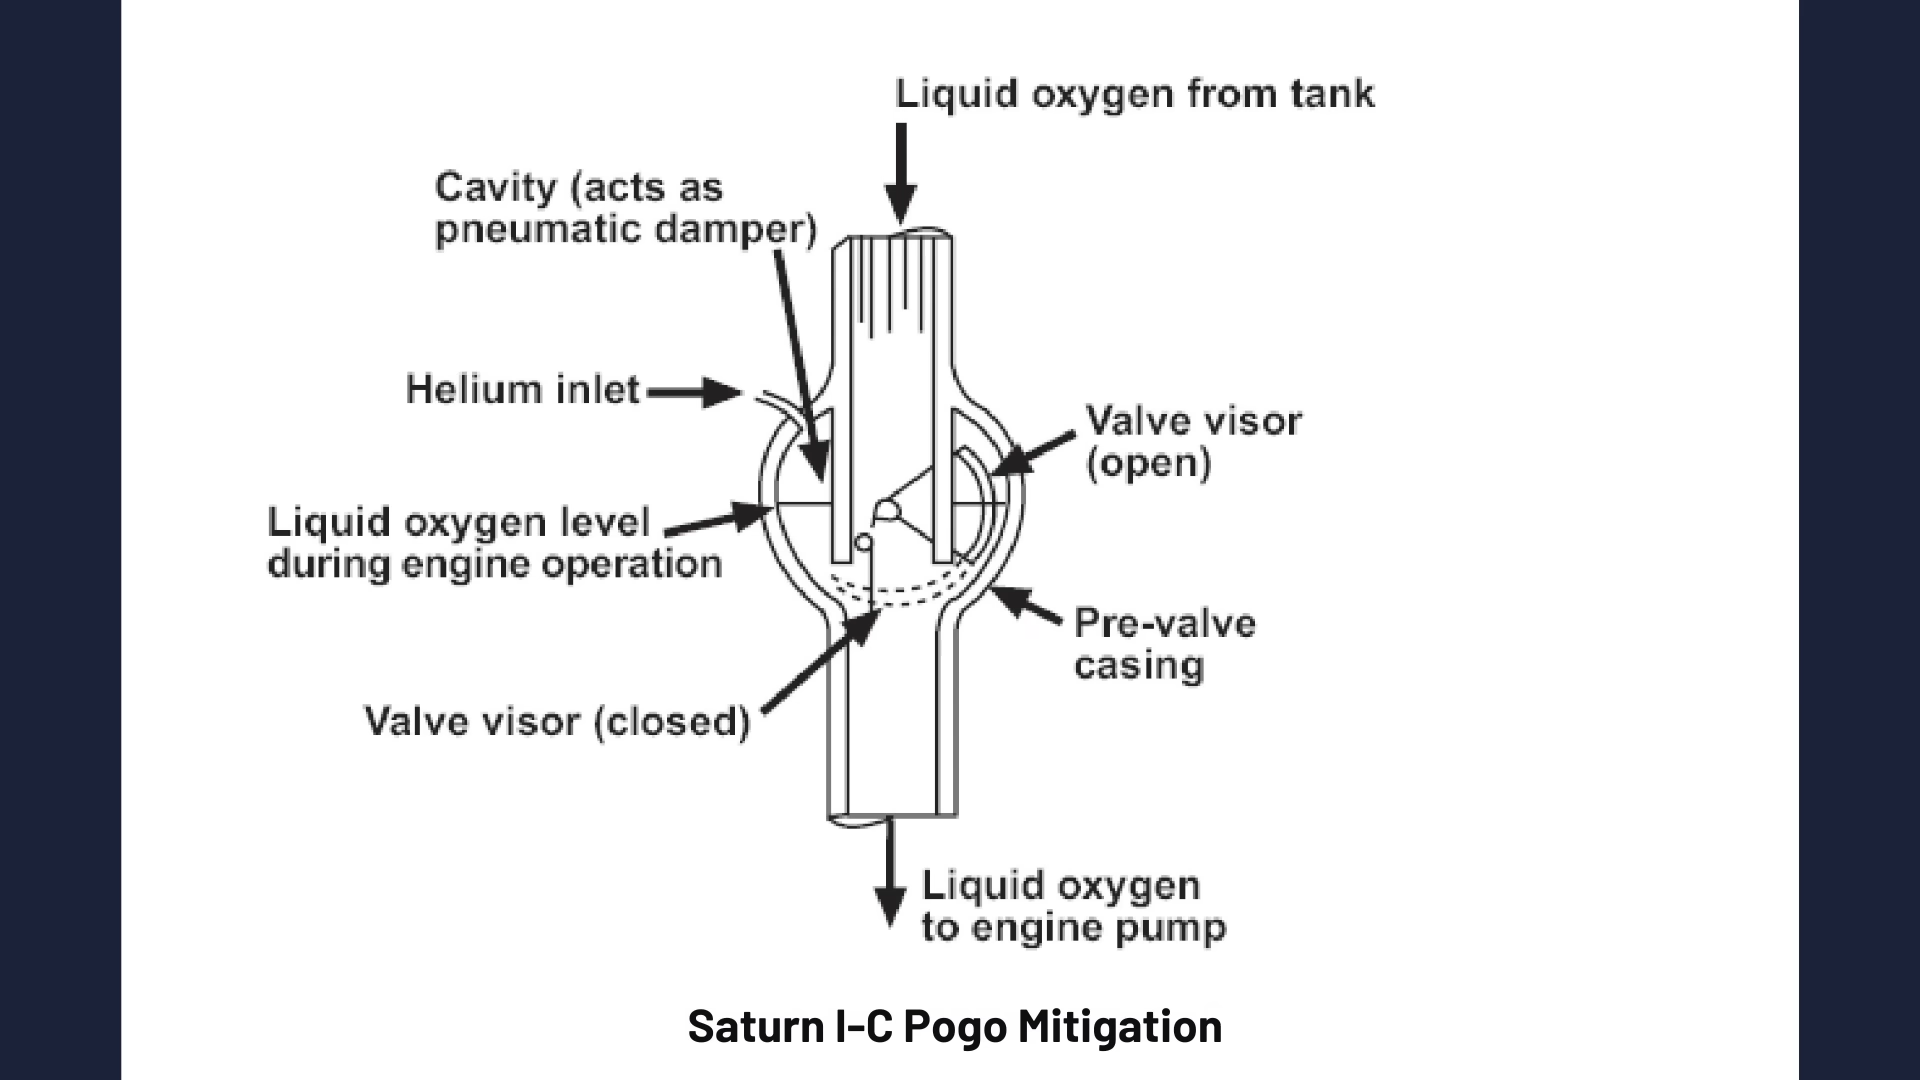 Liquid oxygen from tank
Cavity (acts as
pneumatic damper)
Helium inlet
Valve visor
(open)
Liquid oxygen level
during engine operation
Pre-valve
casing
Valve visor (closed)
Liquid oxygen
to engine pump
Saturn I-C Pogo Mitigation